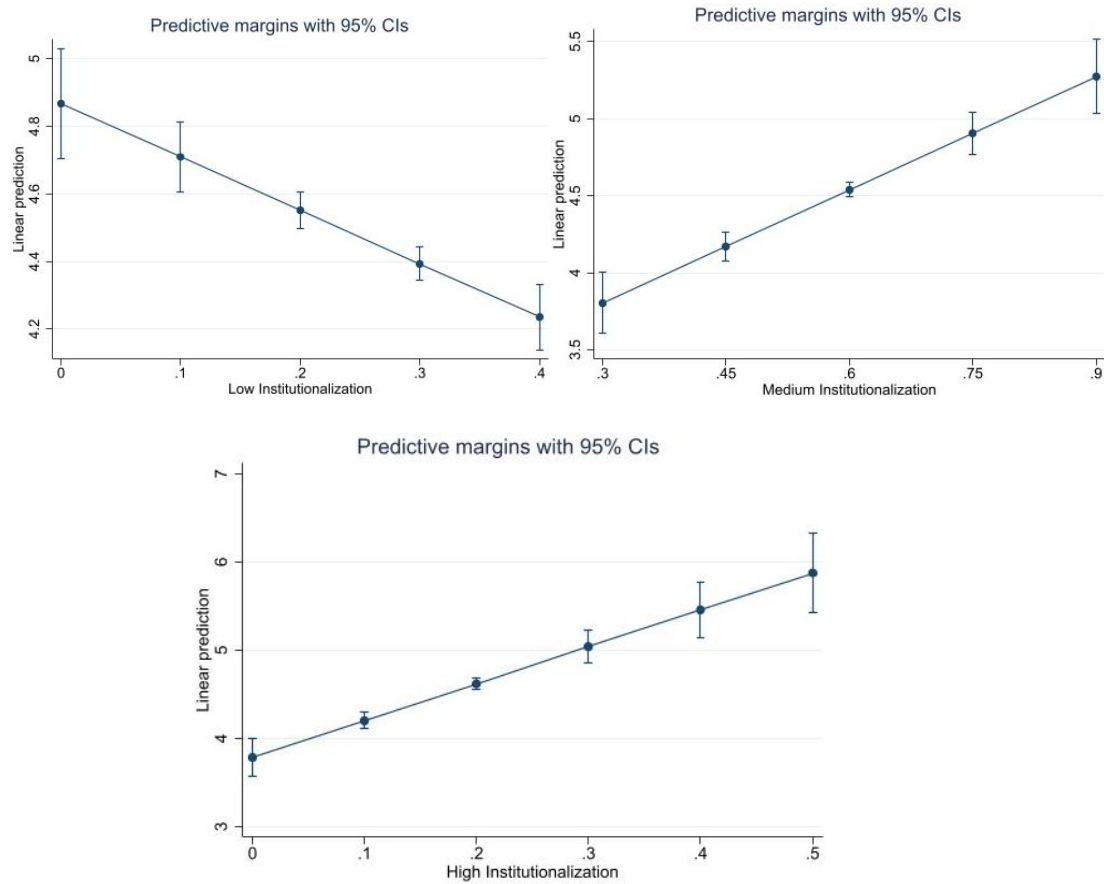 Predictive margins with 95% CIs
Linear prediction
5
4.8
4.6
4.4
4.2
0 .1 .2 .3 .4
Low Institutionalization
Predictive margins with 95% CIs
Linear prediction
5.5
5
4.5
4
3.5
.3 .45 .6 .75 .9
Medium Institutionalization
Predictive margins with 95% CIs
Linear prediction
7
6
5
4
3
0 .1 .2 .3 .4 .5
High Institutionalization